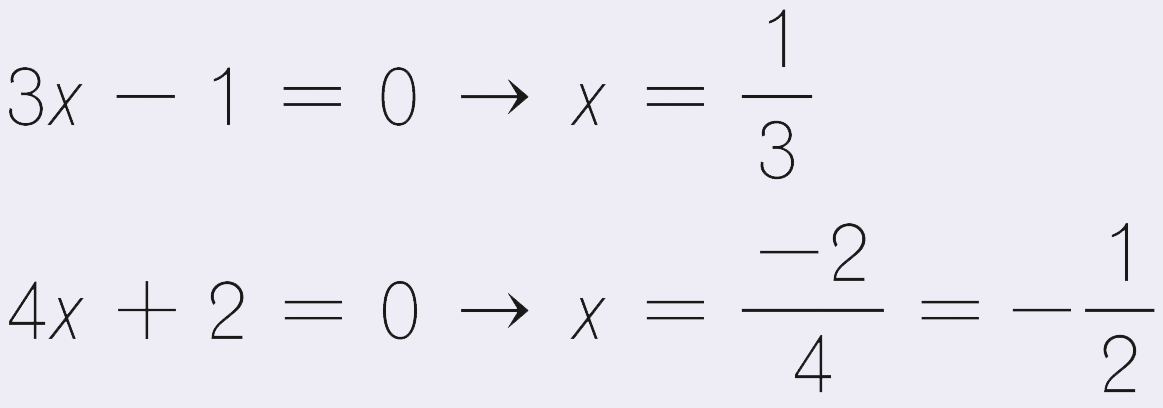 3x − 1 = 0 → x = 1/3
4x + 2 = 0 → x = −2/4 = −1/2